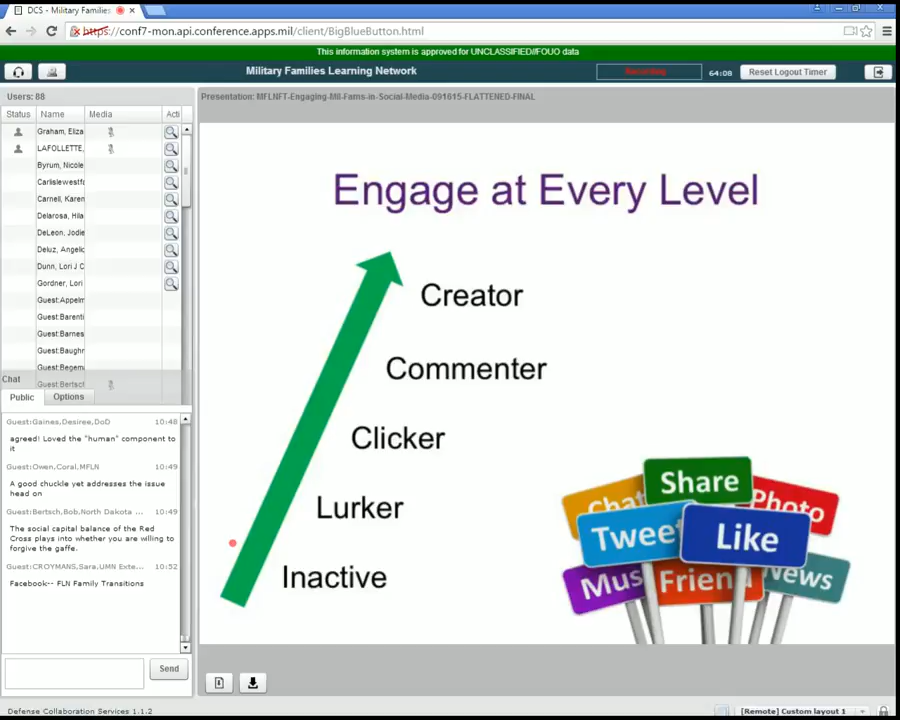 DCS - Military Families
https://conf7-mon.api.conference.apps.mil/client/BigBlueButton.html
This information system is approved for UNCLASSIFIED//FOUO data
Military Families Learning Network
Recording
64:08
Reset Logout Timer
Users: 88
Status Name Media Acti
Graham, Eliza
LAFOLLETTE,
Byrum, Nicole
Carlislewestf
Carnell, Karen
Delarosa, Hila
DeLeon, Jodie
Deluz, Angelic
Dunn, Lori J C
Gordner, Lori
Guest:Appelm
Guest:Barenti
Guest:Barnes
Guest:Baughr
Guest:Begem
Guest:Bertsch
Chat
Public Options
Guest:Gaines,Desiree,DoD 10:48
agreed! Loved the "human" component to
it
Guest:Owen,Coral,MFLN 10:49
A good chuckle yet addresses the issue
head on
Guest:Bertsch,Bob,North Dakota ... 10:49
The social capital balance of the Red
Cross plays into whether you are willing to
forgive the gaffe.
Guest:CROYMANS,Sara,UMN Exte... 10:52
Facebook-- FLN Family Transitions
Send
Defense Collaboration Services 1.1.2
Presentation: MFLNFT-Engaging-Mil-Fams-in-Social-Media-091015-FLATTENED-FINAL
Engage at Every Level
Creator
Commenter
Clicker
Lurker
Inactive
Chat
Share
Photo
Tweet
Like
Mus
Friend
News
[Remote] Custom layout 1